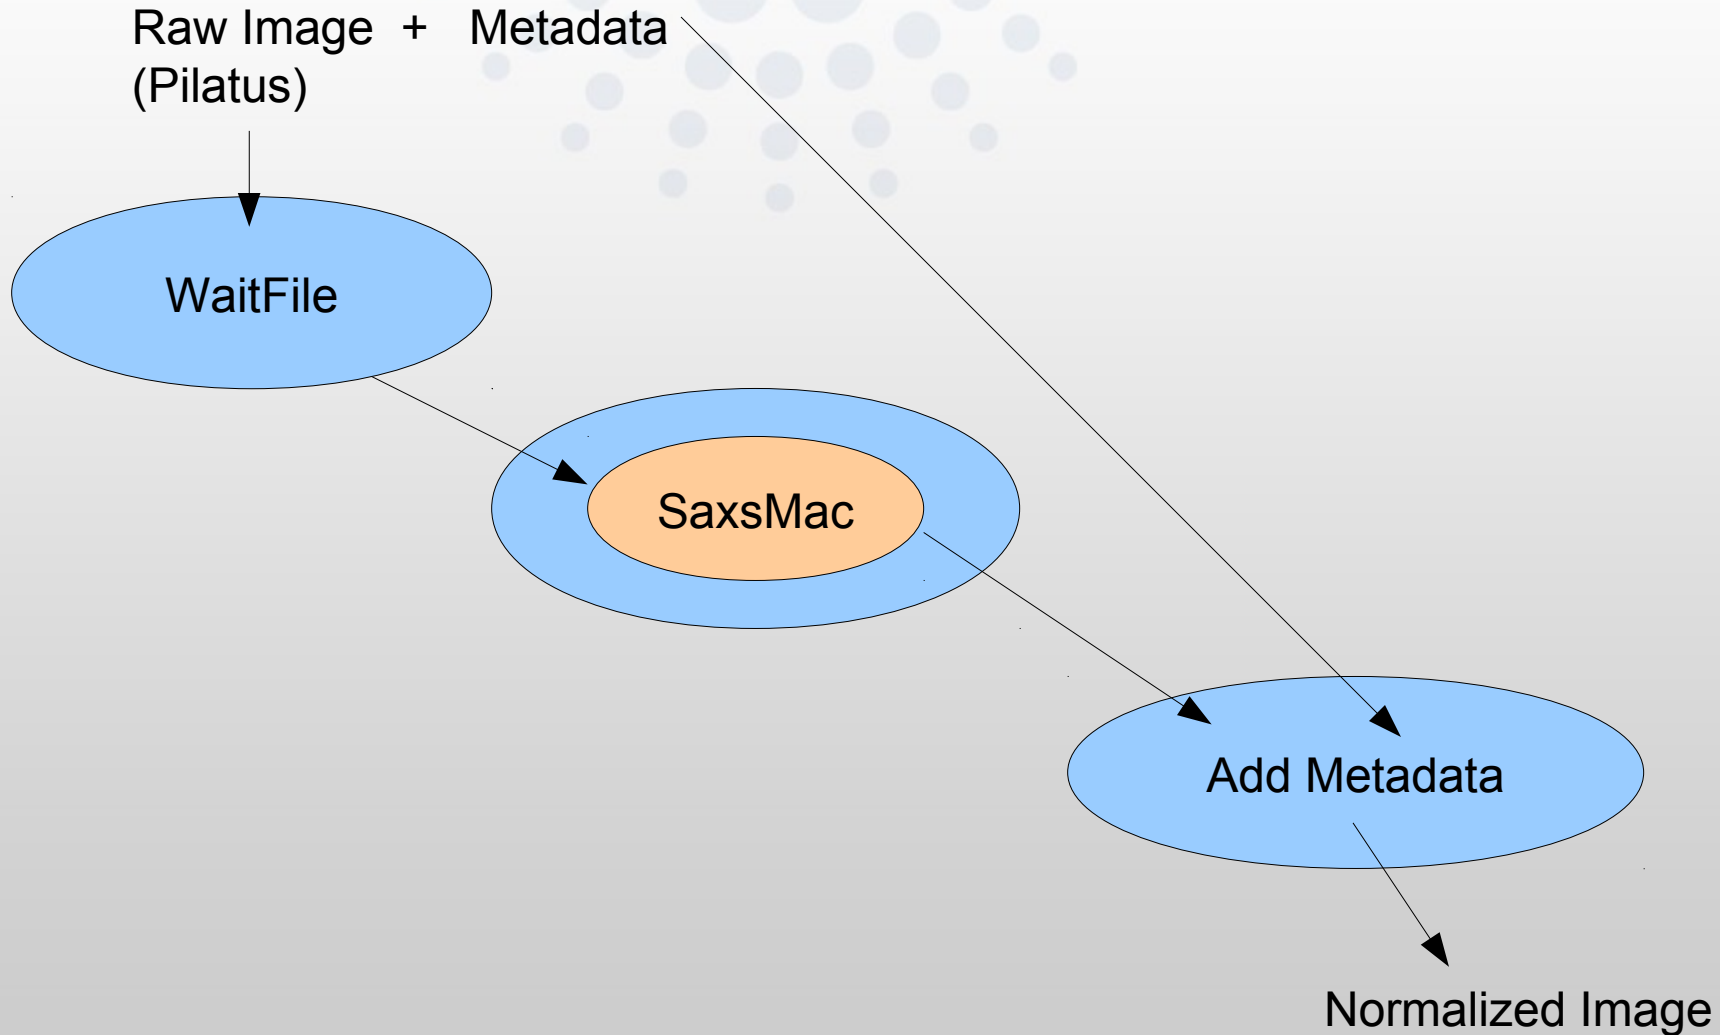 Raw Image + Metadata
(Pilatus)
WaitFile
SaxsMac
Add Metadata
Normalized Image